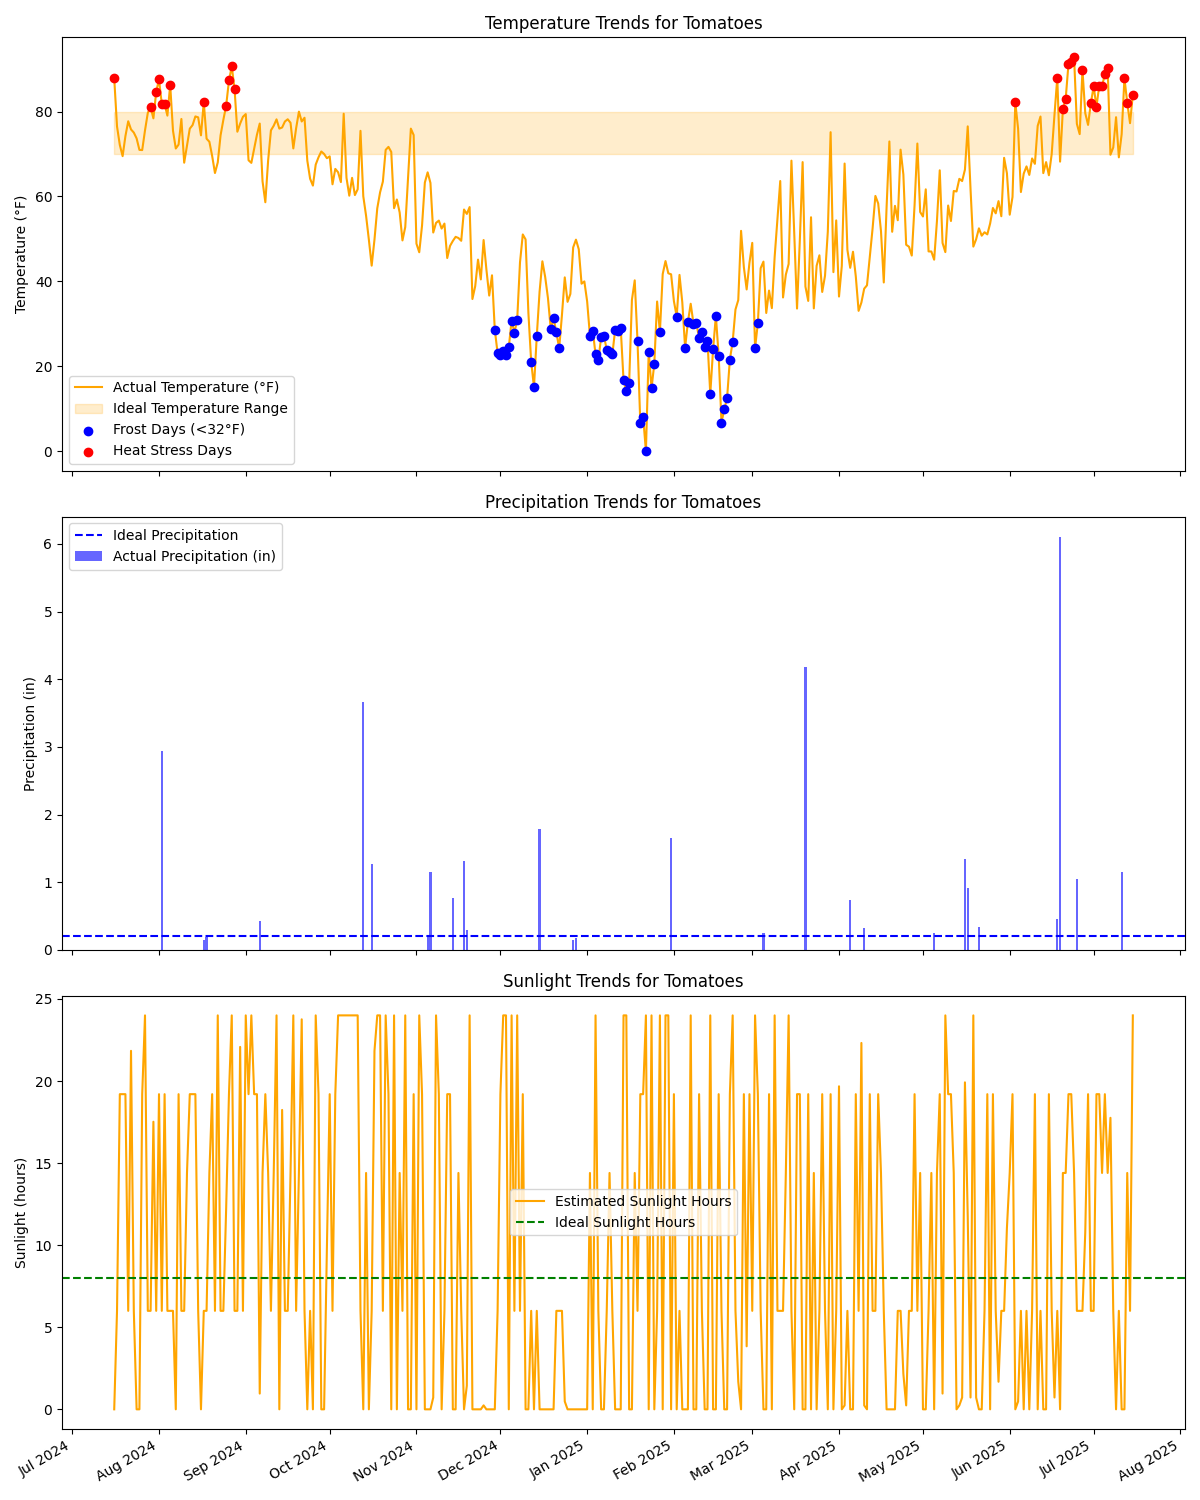 Temperature Trends for Tomatoes
Temperature (°F)
80
60
40
20
0
Actual Temperature (°F)
Ideal Temperature Range
Frost Days (<32°F)
Heat Stress Days
Precipitation Trends for Tomatoes
Precipitation (in)
6
5
4
3
2
1
0
Ideal Precipitation
Actual Precipitation (in)
Sunlight Trends for Tomatoes
Sunlight (hours)
25
20
15
10
5
0
Estimated Sunlight Hours
Ideal Sunlight Hours
Jul 2024
Aug 2024
Sep 2024
Oct 2024
Nov 2024
Dec 2024
Jan 2025
Feb 2025
Mar 2025
Apr 2025
May 2025
Jun 2025
Jul 2025
Aug 2025